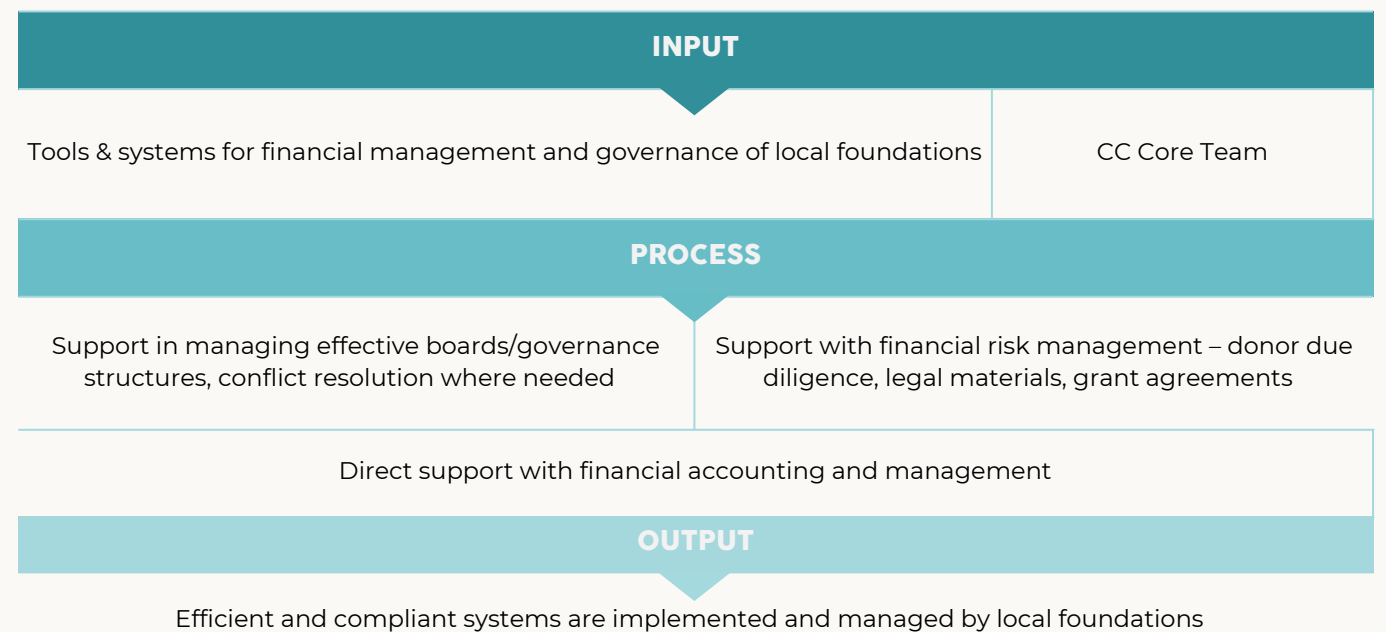 INPUT
Tools & systems for financial management and governance of local foundations
CC Core Team
PROCESS
Support in managing effective boards/governance
structures, conflict resolution where needed
Support with financial risk management – donor due
diligence, legal materials, grant agreements
Direct support with financial accounting and management
OUTPUT
Efficient and compliant systems are implemented and managed by local foundations